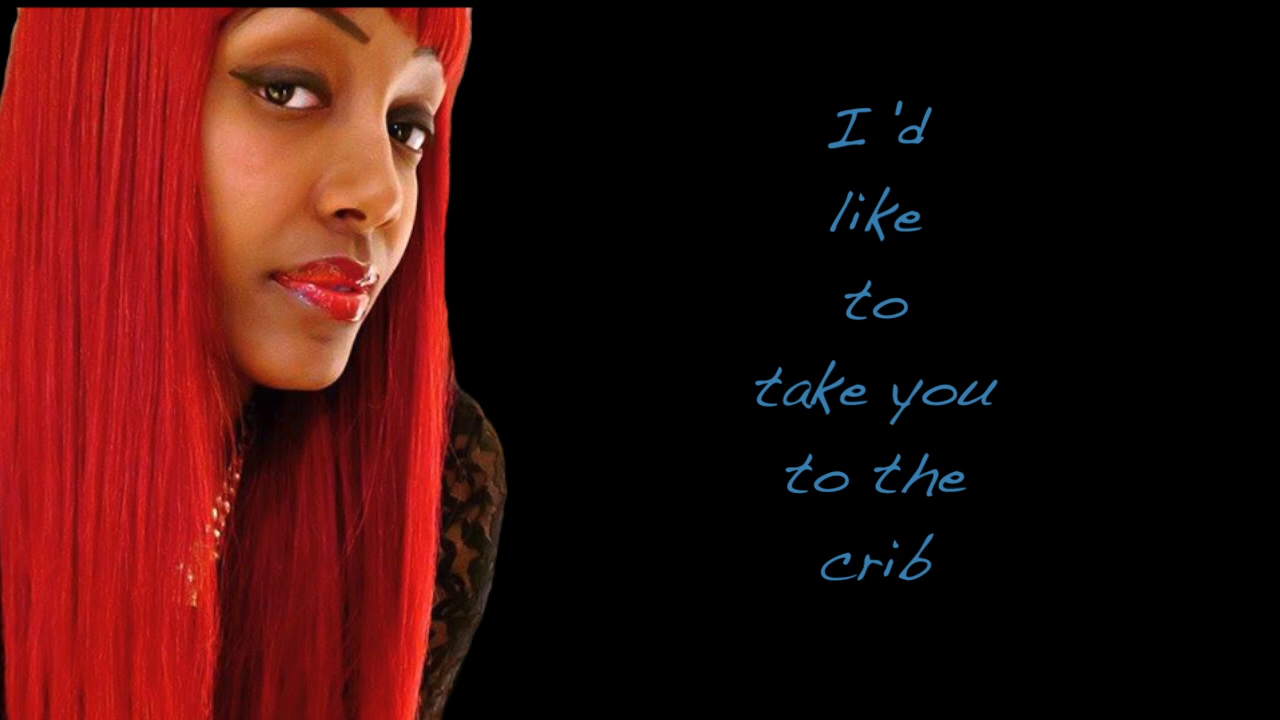 I'd
like
to
take you
to the
crib